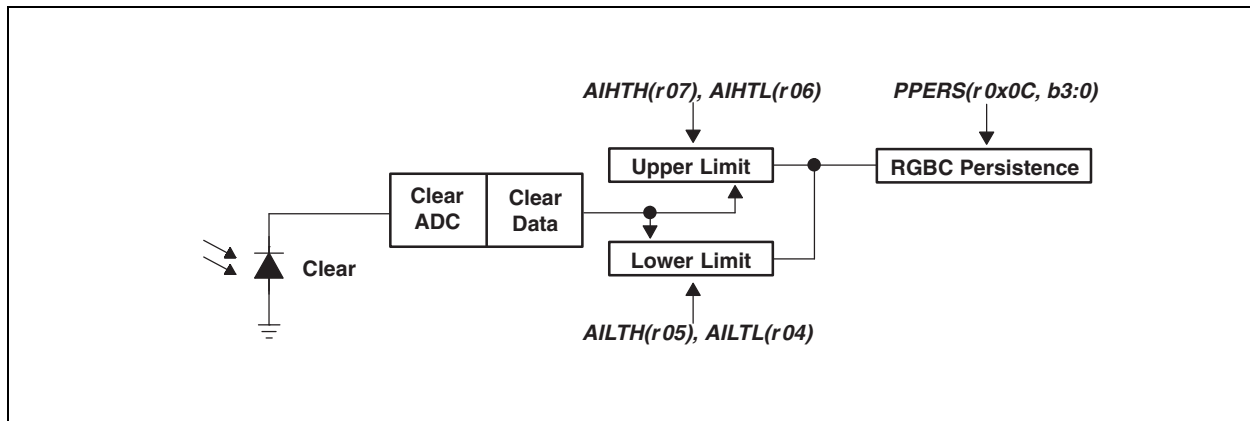 AIHTH(r07), AIHTL(r06)
PPERS(r0x0C, b3:0)
Upper Limit
RGBC Persistence
Clear
ADC
Clear
Data
Lower Limit
Clear
AILTH(r05), AILTL(r04)